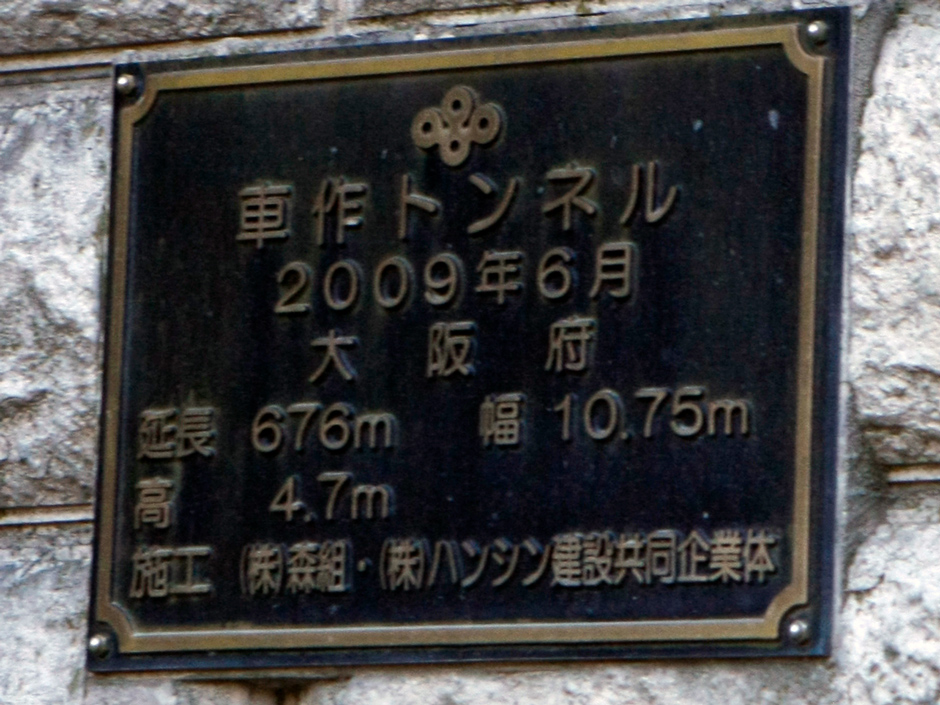 車作トンネル
2009年6月
大阪府
延長 676m 幅 10.75m
高 4.7m
施工 (株)森組・(株)ハンシン建設共同企業体